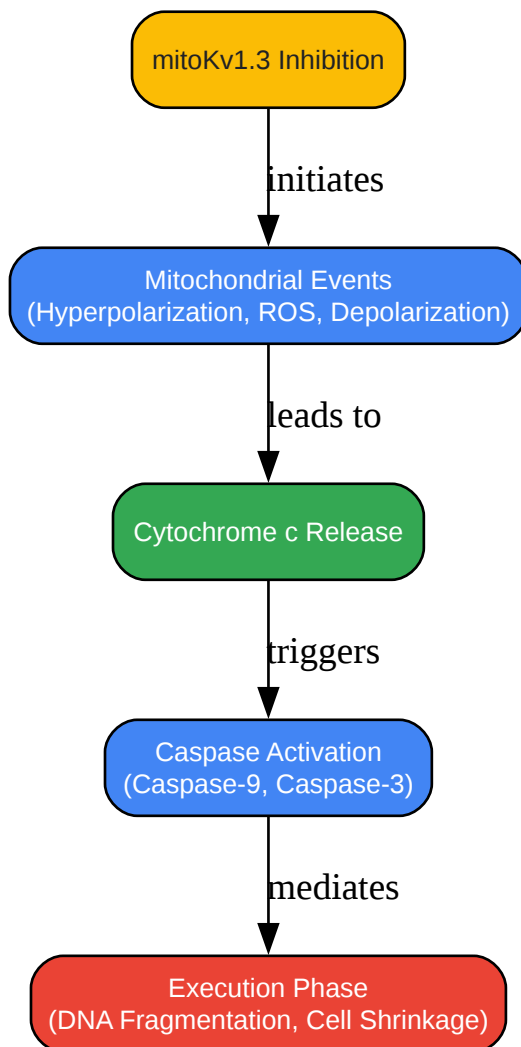 mitoKv1.3 Inhibition
initiates
Mitochondrial Events
(Hyperpolarization, ROS, Depolarization)
leads to
Cytochrome c Release
triggers
Caspase Activation
(Caspase-9, Caspase-3)
mediates
Execution Phase
(DNA Fragmentation, Cell Shrinkage)